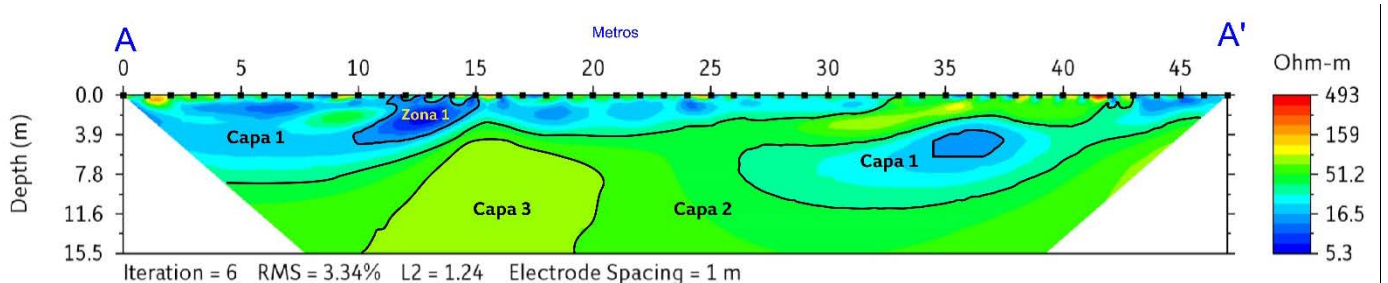 A Metros A'
0 5 10 15 20 25 30 35 40 45 Ohm-m
0.0 493
Zona 1
3.9 Capa 1 159
Capa 1
7.8 51.2
Depth (m)
11.6 Capa 3 Capa 2 16.5
15.5 5.3
Iteration = 6 RMS = 3.34% L2 = 1.24 Electrode Spacing = 1 m